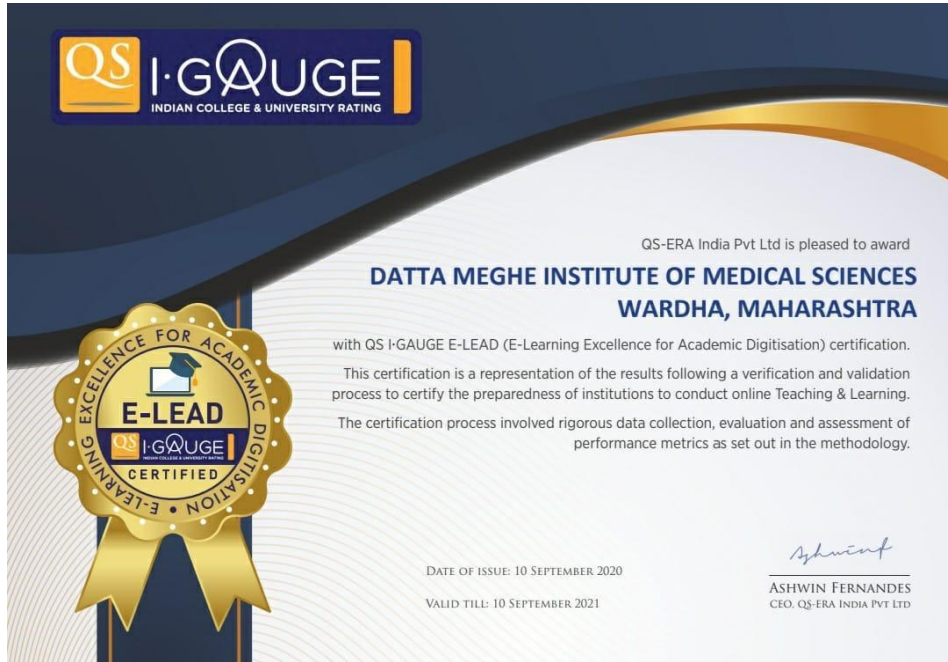 QS I·GAUGE
INDIAN COLLEGE & UNIVERSITY RATING
QS-ERA India Pvt Ltd is pleased to award
DATTA MEGHE INSTITUTE OF MEDICAL SCIENCES
WARDHA, MAHARASHTRA
with QS I·GAUGE E-LEAD (E-Learning Excellence for Academic Digitisation) certification.
This certification is a representation of the results following a verification and validation
process to certify the preparedness of institutions to conduct online Teaching & Learning.
The certification process involved rigorous data collection, evaluation and assessment of
performance metrics as set out in the methodology.
E-LEARNING EXCELLENCE FOR ACADEMIC DIGITISATION •
E-LEAD
QS I·GAUGE
INDIAN COLLEGE & UNIVERSITY RATING
CERTIFIED
DATE OF ISSUE: 10 SEPTEMBER 2020
VALID TILL: 10 SEPTEMBER 2021
Ashwinf
ASHWIN FERNANDES
CEO, QS-ERA INDIA PVT LTD